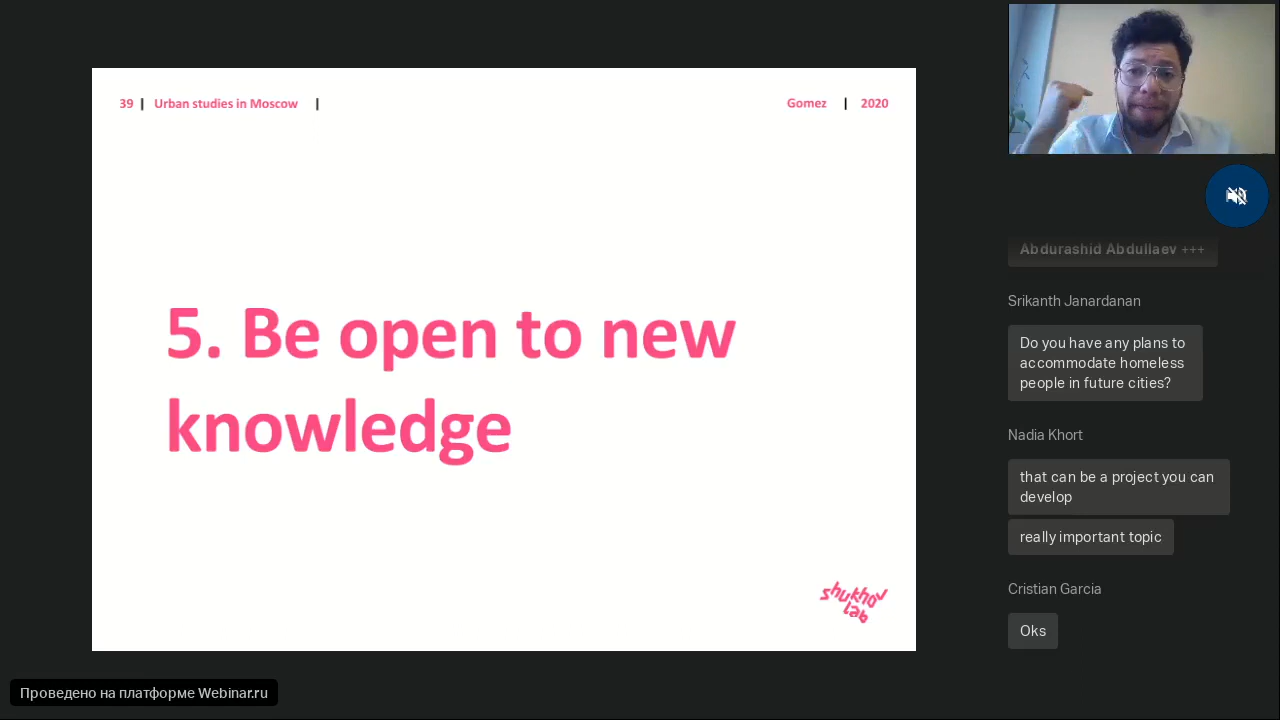 39 | Urban studies in Moscow |
Gomez | 2020
5. Be open to new
knowledge
shukhov
lab
Abdurashid Abdullaev +++
Srikanth Janardanan
Do you have any plans to
accommodate homeless
people in future cities?
Nadia Khort
that can be a project you can
develop
really important topic
Cristian Garcia
Oks
Проведено на платформе Webinar.ru